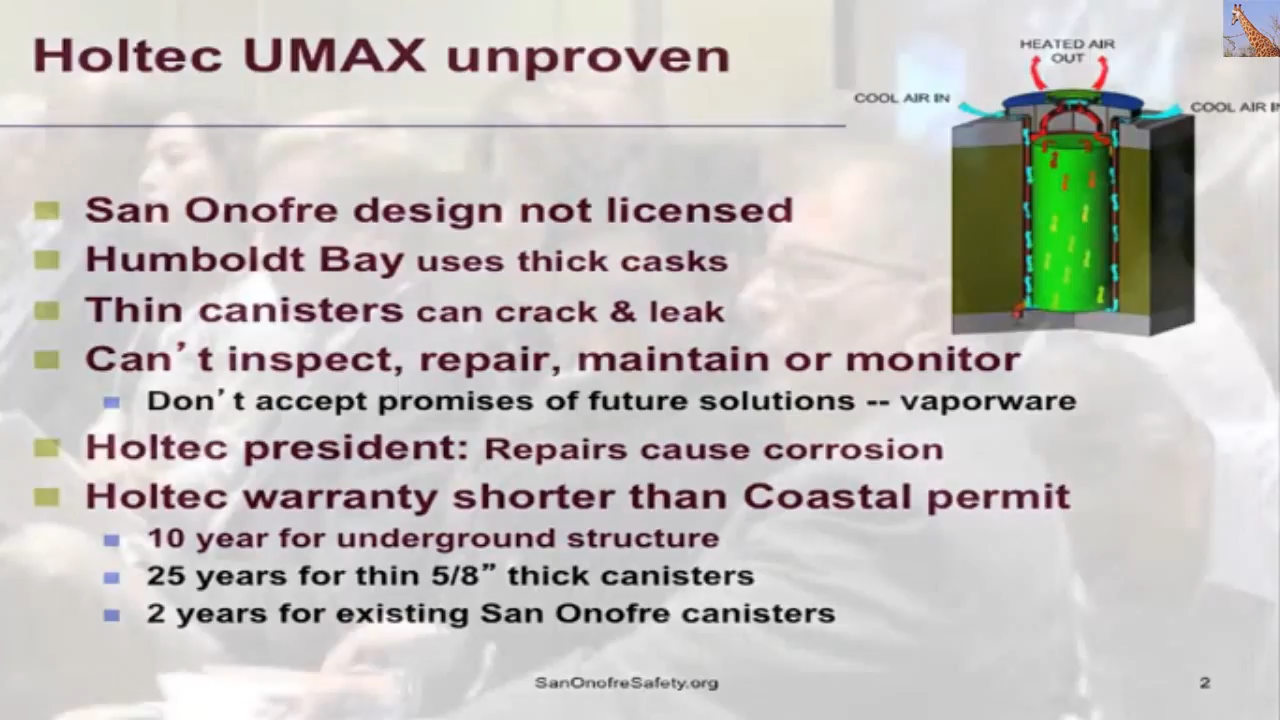 Holtec UMAX unproven
HEATED AIR
OUT
COOL AIR IN
COOL AIR IN
San Onofre design not licensed
Humboldt Bay uses thick casks
Thin canisters can crack & leak
Can’t inspect, repair, maintain or monitor
Don’t accept promises of future solutions -- vaporware
Holtec president: Repairs cause corrosion
Holtec warranty shorter than Coastal permit
10 year for underground structure
25 years for thin 5/8” thick canisters
2 years for existing San Onofre canisters
SanOnofreSafety.org
2